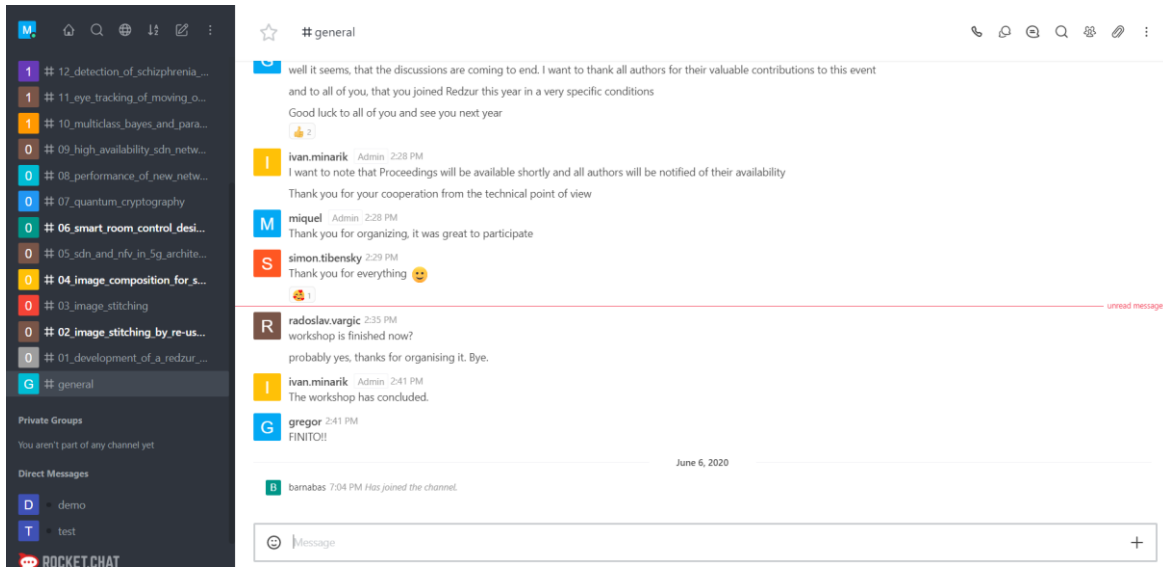 M
# general
1 # 12_detection_of_schizphrenia_...
1 # 11_eye_tracking_of_moving_o...
1 # 10_multiclass_bayes_and_para...
0 # 09_high_availability_sdn_netw...
0 # 08_performance_of_new_netw...
0 # 07_quantum_cryptography
0 # 06_smart_room_control_desi...
0 # 05_sdn_and_nfv_in_5g_archite...
0 # 04_image_composition_for_s...
0 # 03_image_stitching
0 # 02_image_stitching_by_re-us...
0 # 01_development_of_a_redzur_...
G # general
Private Groups
You aren't part of any channel yet
Direct Messages
D demo
T test
ROCKET.CHAT
G
well it seems, that the discussions are coming to end. I want to thank all authors for their valuable contributions to this event
and to all of you, that you joined Redzur this year in a very specific conditions
Good luck to all of you and see you next year
2
I ivan.minarik Admin 2:28 PM
I want to note that Proceedings will be available shortly and all authors will be notified of their availability
Thank you for your cooperation from the technical point of view
M miquel Admin 2:28 PM
Thank you for organizing, it was great to participate
S simon.tibensky 2:29 PM
Thank you for everything
1
unread message
R radoslav.vargic 2:35 PM
workshop is finished now?
probably yes, thanks for organising it. Bye.
I ivan.minarik Admin 2:41 PM
The workshop has concluded.
G gregor 2:41 PM
FINITO!!
June 6, 2020
B barnabas 7:04 PM Has joined the channel.
Message